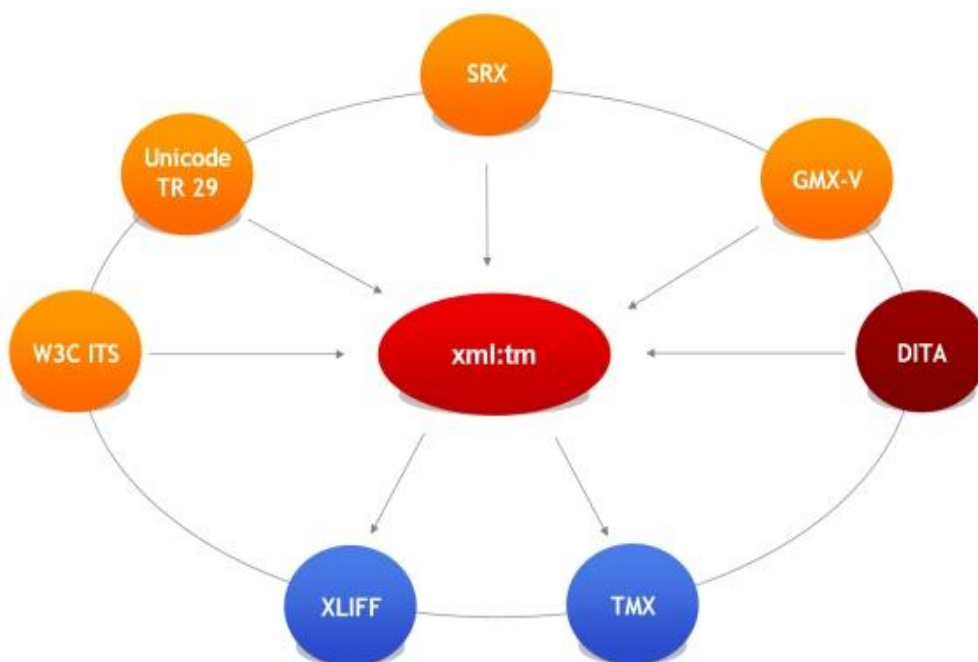 SRX
Unicode
TR 29
GMX-V
W3C ITS
xml:tm
DITA
XLIFF
TMX